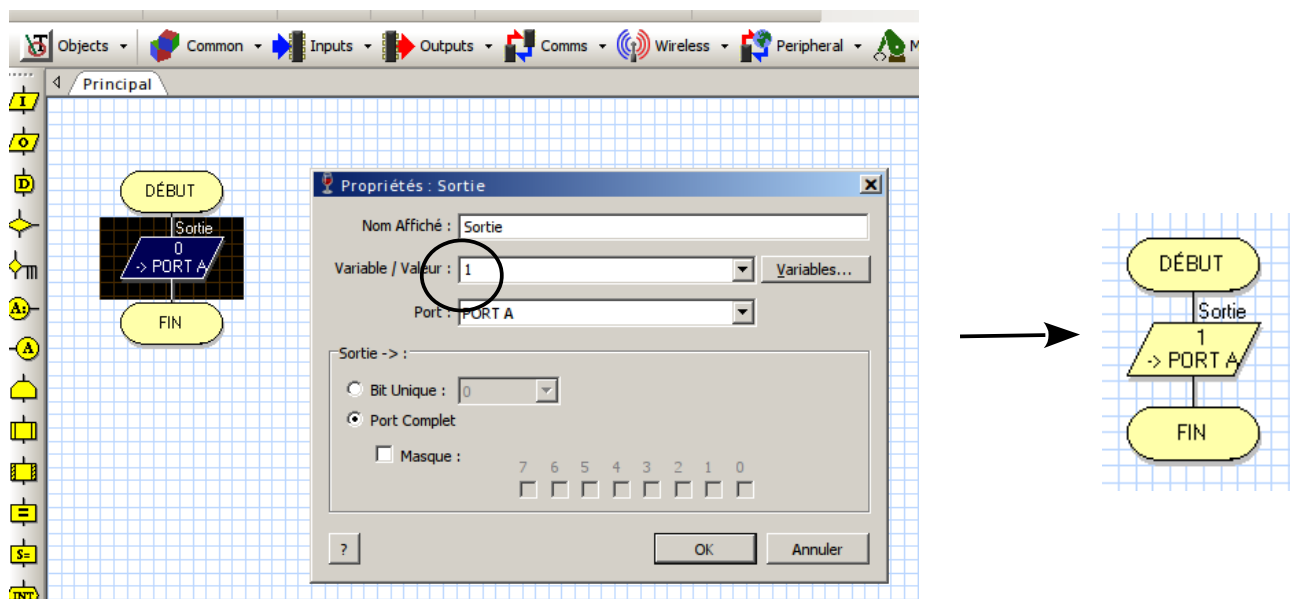 Objects Common Inputs Outputs Comms Wireless Peripheral M
Principal
I
O
D
A:
A
=
S=
INT
DÉBUT
Sortie
0
-> PORT A
FIN
Propriétés : Sortie
Nom Affiché : Sortie
Variable / Valeur : 1 Variables...
Port : PORT A
Sortie -> :
Bit Unique : 0
Port Complet
Masque :
7 6 5 4 3 2 1 0
? OK Annuler
DÉBUT
Sortie
1
-> PORT A
FIN